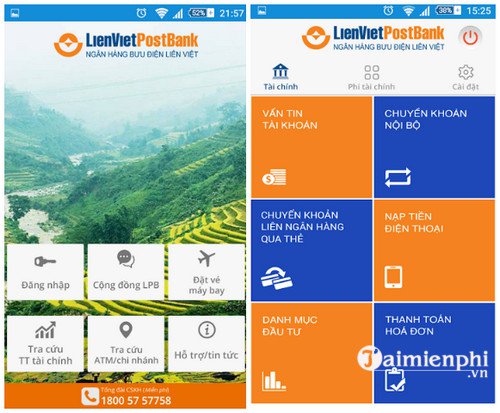 52% 21:57
LIENVIETPOSTBANK
NGÂN HÀNG BƯU ĐIỆN LIÊN VIỆT
Đăng nhập
Cộng đồng LPB
Đặt vé
máy bay
Tra cứu
TT tài chính
Tra cứu
ATM/chi nhánh
Hỗ trợ/tin tức
Tổng đài CSKH (Miễn phí)
1800 57 57758
38% 15:25
LIENVIETPOSTBANK
NGÂN HÀNG BƯU ĐIỆN LIÊN VIỆT
Tài chính
Phi tài chính
Cài đặt
VẤN TIN
TÀI KHOẢN
CHUYỂN KHOẢN
NỘI BỘ
CHUYỂN KHOẢN
LIÊN NGÂN HÀNG
QUA THẺ
NẠP TIỀN
ĐIỆN THOẠI
DANH MỤC
ĐẦU TƯ
THANH TOÁN
HOÁ ĐƠN
Taimienphi
.vn